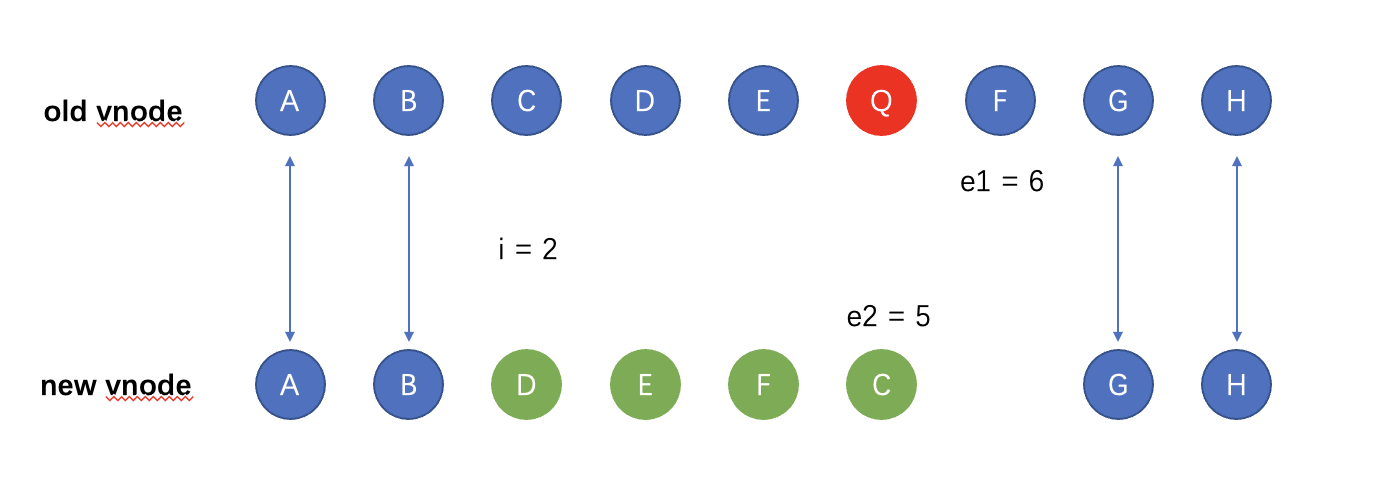 old vnode A B C D E Q F G H
e1 = 6
i = 2
e2 = 5
new vnode A B D E F C G H